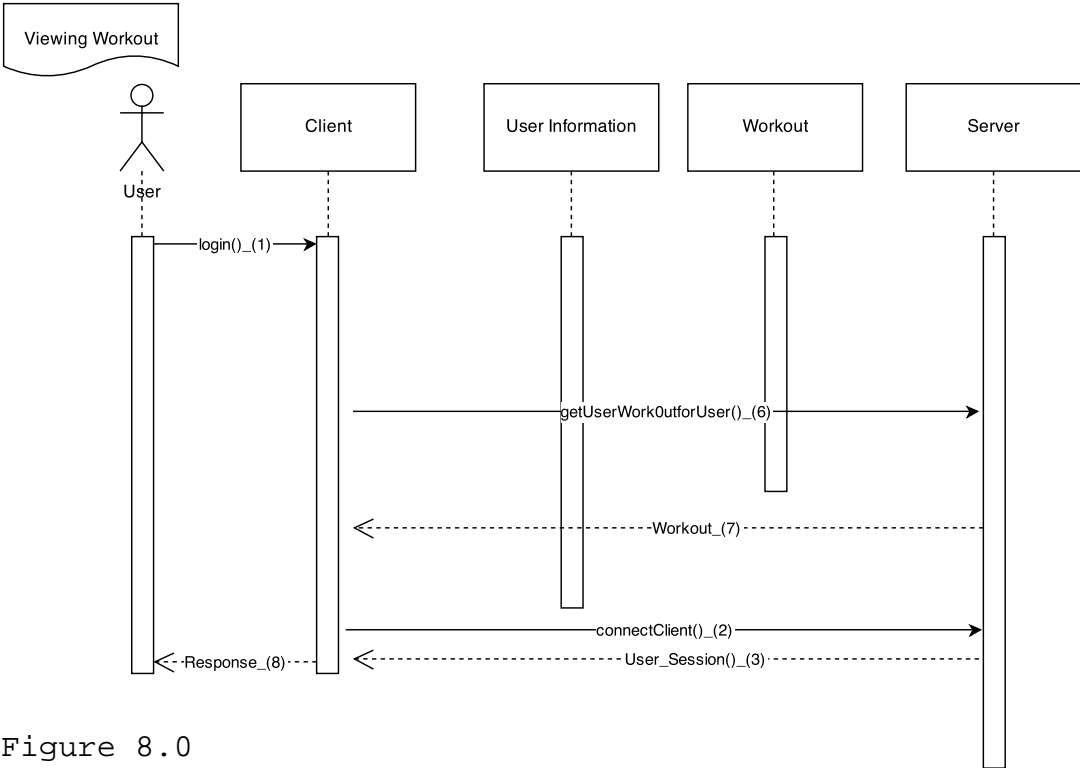 Viewing Workout
Client
User Information
Workout
Server
User
login()_(1)
getUserWork0utforUser()_(6)
Workout_(7)
connectClient()_(2)
User_Session()_(3)
Response_(8)
Figure 8.0